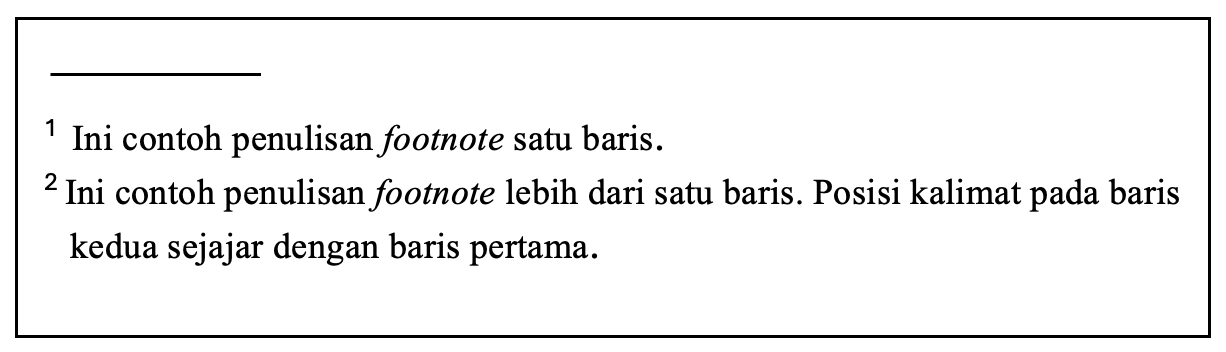 1 Ini contoh penulisan footnote satu baris.
2 Ini contoh penulisan footnote lebih dari satu baris. Posisi kalimat pada baris
kedua sejajar dengan baris pertama.